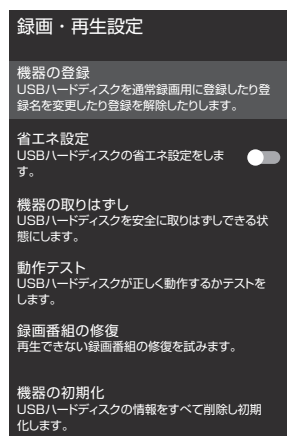 録画・再生設定
機器の登録
USBハードディスクを通常録画用に登録したり登
録名を変更したり登録を解除したりします。
省エネ設定
USBハードディスクの省エネ設定をしま
す。
機器の取りはずし
USBハードディスクを安全に取りはずしできる状
態にします。
動作テスト
USBハードディスクが正しく動作するかテストを
します。
録画番組の修復
再生できない録画番組の修復を試みます。
機器の初期化
USBハードディスクの情報をすべて削除し初期
化します。